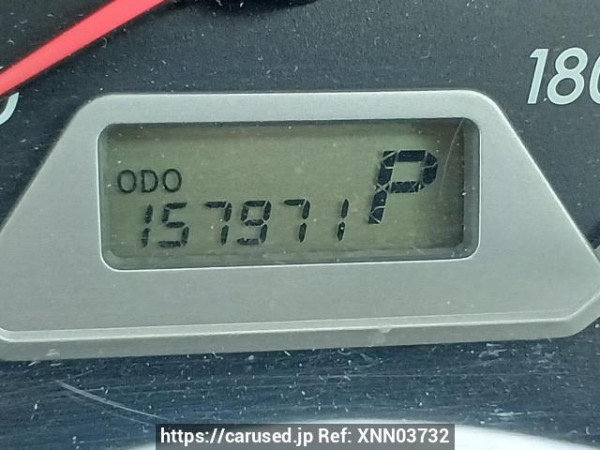 180
ODO
157971 P
https://carused.jp Ref: XNN03732